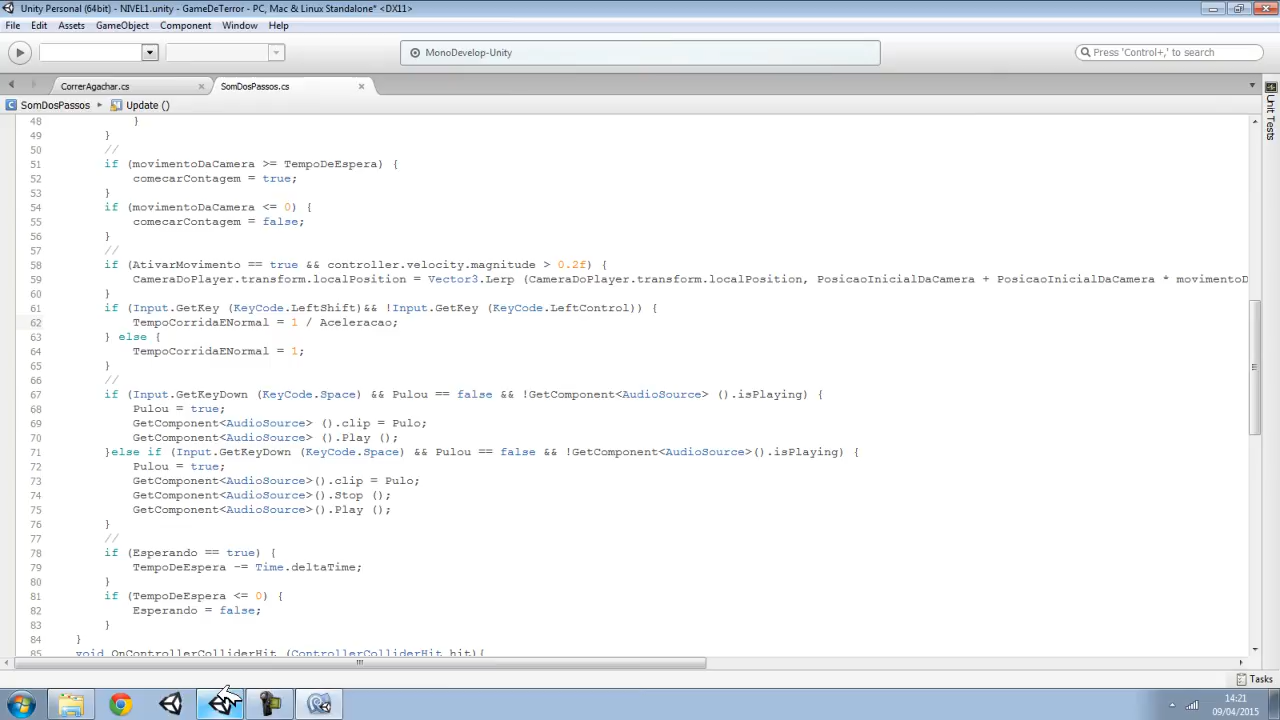 Unity Personal (64bit) - NIVEL1.unity - GameDeTerror - PC, Mac & Linux Standalone* <DX11>
File Edit Assets GameObject Component Window Help
MonoDevelop-Unity
Press 'Control+,' to search
CorrerAgachar.cs
SomDosPassos.cs
SomDosPassos Update ()
48 }
49 }
50 //
51 if (movimentoDaCamera >= TempoDeEspera) {
52 comecarContagem = true;
53 }
54 if (movimentoDaCamera <= 0) {
55 comecarContagem = false;
56 }
57 //
58 if (AtivarMovimento == true && controller.velocity.magnitude > 0.2f) {
59 CameraDoPlayer.transform.localPosition = Vector3.Lerp (CameraDoPlayer.transform.localPosition, PosicaoInicialDaCamera + PosicaoInicialDaCamera * movimentoD
60 }
61 if (Input.GetKey (KeyCode.LeftShift)&& !Input.GetKey (KeyCode.LeftControl)) {
62 TempoCorridaENormal = 1 / Aceleracao;
63 } else {
64 TempoCorridaENormal = 1;
65 }
66 //
67 if (Input.GetKeyDown (KeyCode.Space) && Pulou == false && !GetComponent<AudioSource> ().isPlaying) {
68 Pulou = true;
69 GetComponent<AudioSource> ().clip = Pulo;
70 GetComponent<AudioSource> ().Play ();
71 }else if (Input.GetKeyDown (KeyCode.Space) && Pulou == false && !GetComponent<AudioSource>().isPlaying) {
72 Pulou = true;
73 GetComponent<AudioSource>().clip = Pulo;
74 GetComponent<AudioSource>().Stop ();
75 GetComponent<AudioSource>().Play ();
76 }
77 //
78 if (Esperando == true) {
79 TempoDeEspera -= Time.deltaTime;
80 }
81 if (TempoDeEspera <= 0) {
82 Esperando = false;
83 }
84 }
85 void OnControllerColliderHit (ControllerColliderHit hit){
Unit Tests
Tasks
14:21
09/04/2015